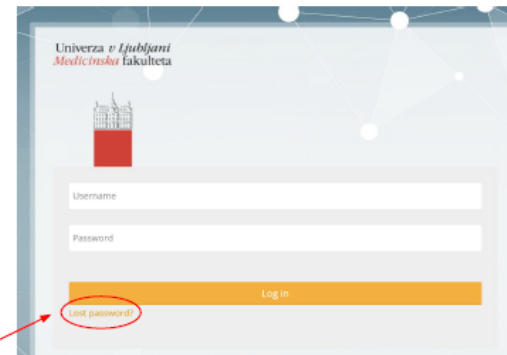 Univerza v Ljubljani
Medicinska fakulteta
Username
Password
Log in
Lost password?